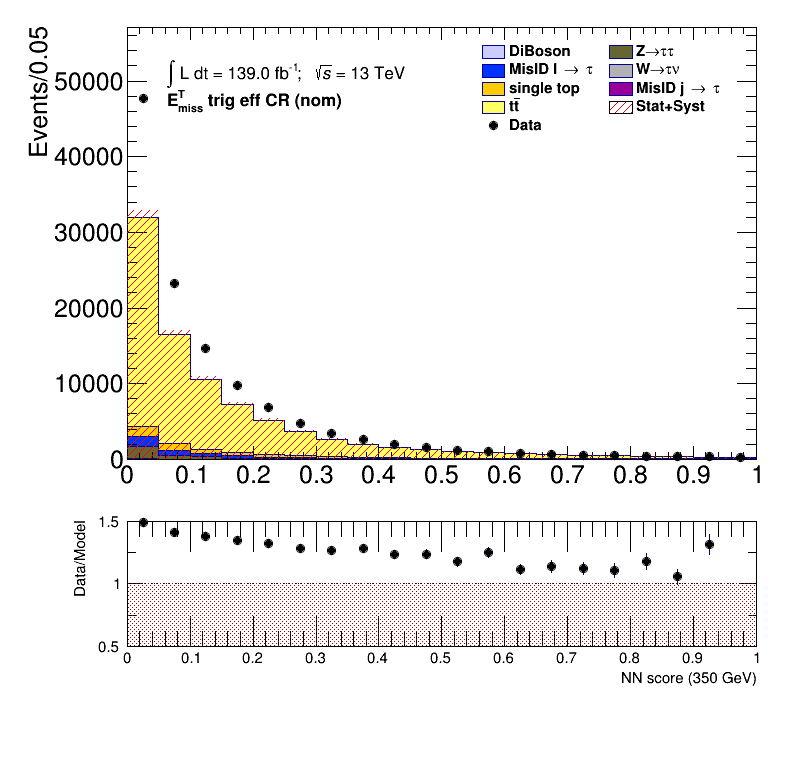 Events/0.05
50000
40000
30000
20000
10000
0
∫ L dt = 139.0 fb⁻¹; √s = 13 TeV
E^T_miss trig eff CR (nom)
DiBoson
MisID l → τ
single top
tt̄
Data
Z→ττ
W→τν
MisID j → τ
Stat+Syst
0 0.1 0.2 0.3 0.4 0.5 0.6 0.7 0.8 0.9 1
Data/Model
1.5
1
0.5
0 0.1 0.2 0.3 0.4 0.5 0.6 0.7 0.8 0.9 1
NN score (350 GeV)